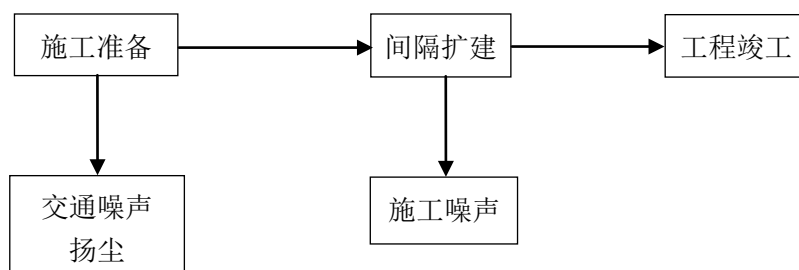 施工准备
间隔扩建
工程竣工
交通噪声
扬尘
施工噪声